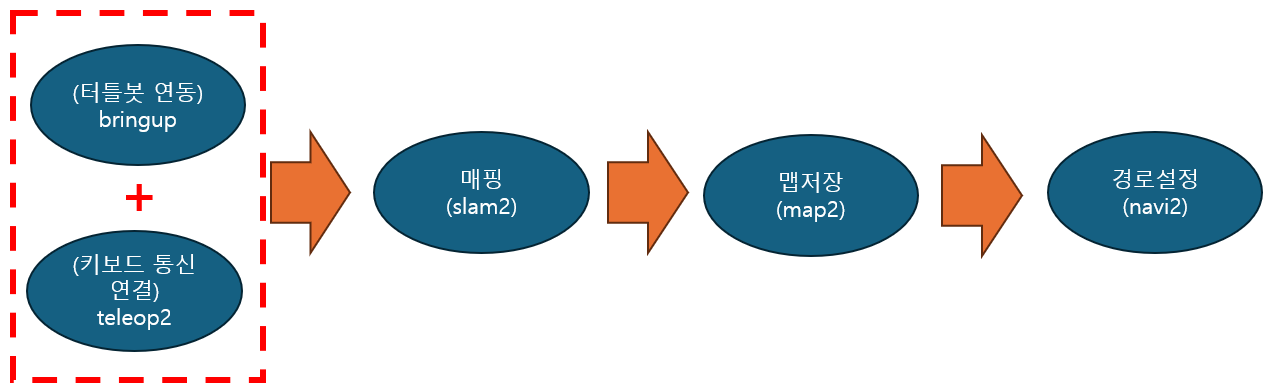 (터틀봇 연동)
bringup
+
(키보드 통신
연결)
teleop2
매핑
(slam2)
맵저장
(map2)
경로설정
(navi2)